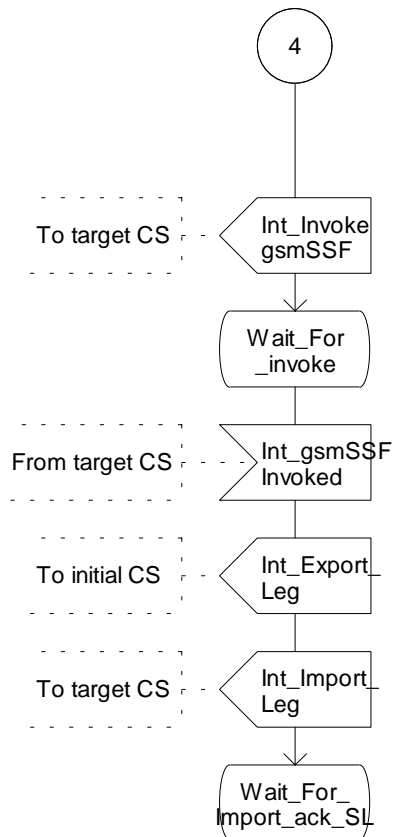 4
To target CS
Int_Invoke
gsmSSF
Wait_For
_invoke
From target CS
Int_gsmSSF
Invoked
To initial CS
Int_Export_
Leg
To target CS
Int_Import_
Leg
Wait_For_
Import_ack_SL